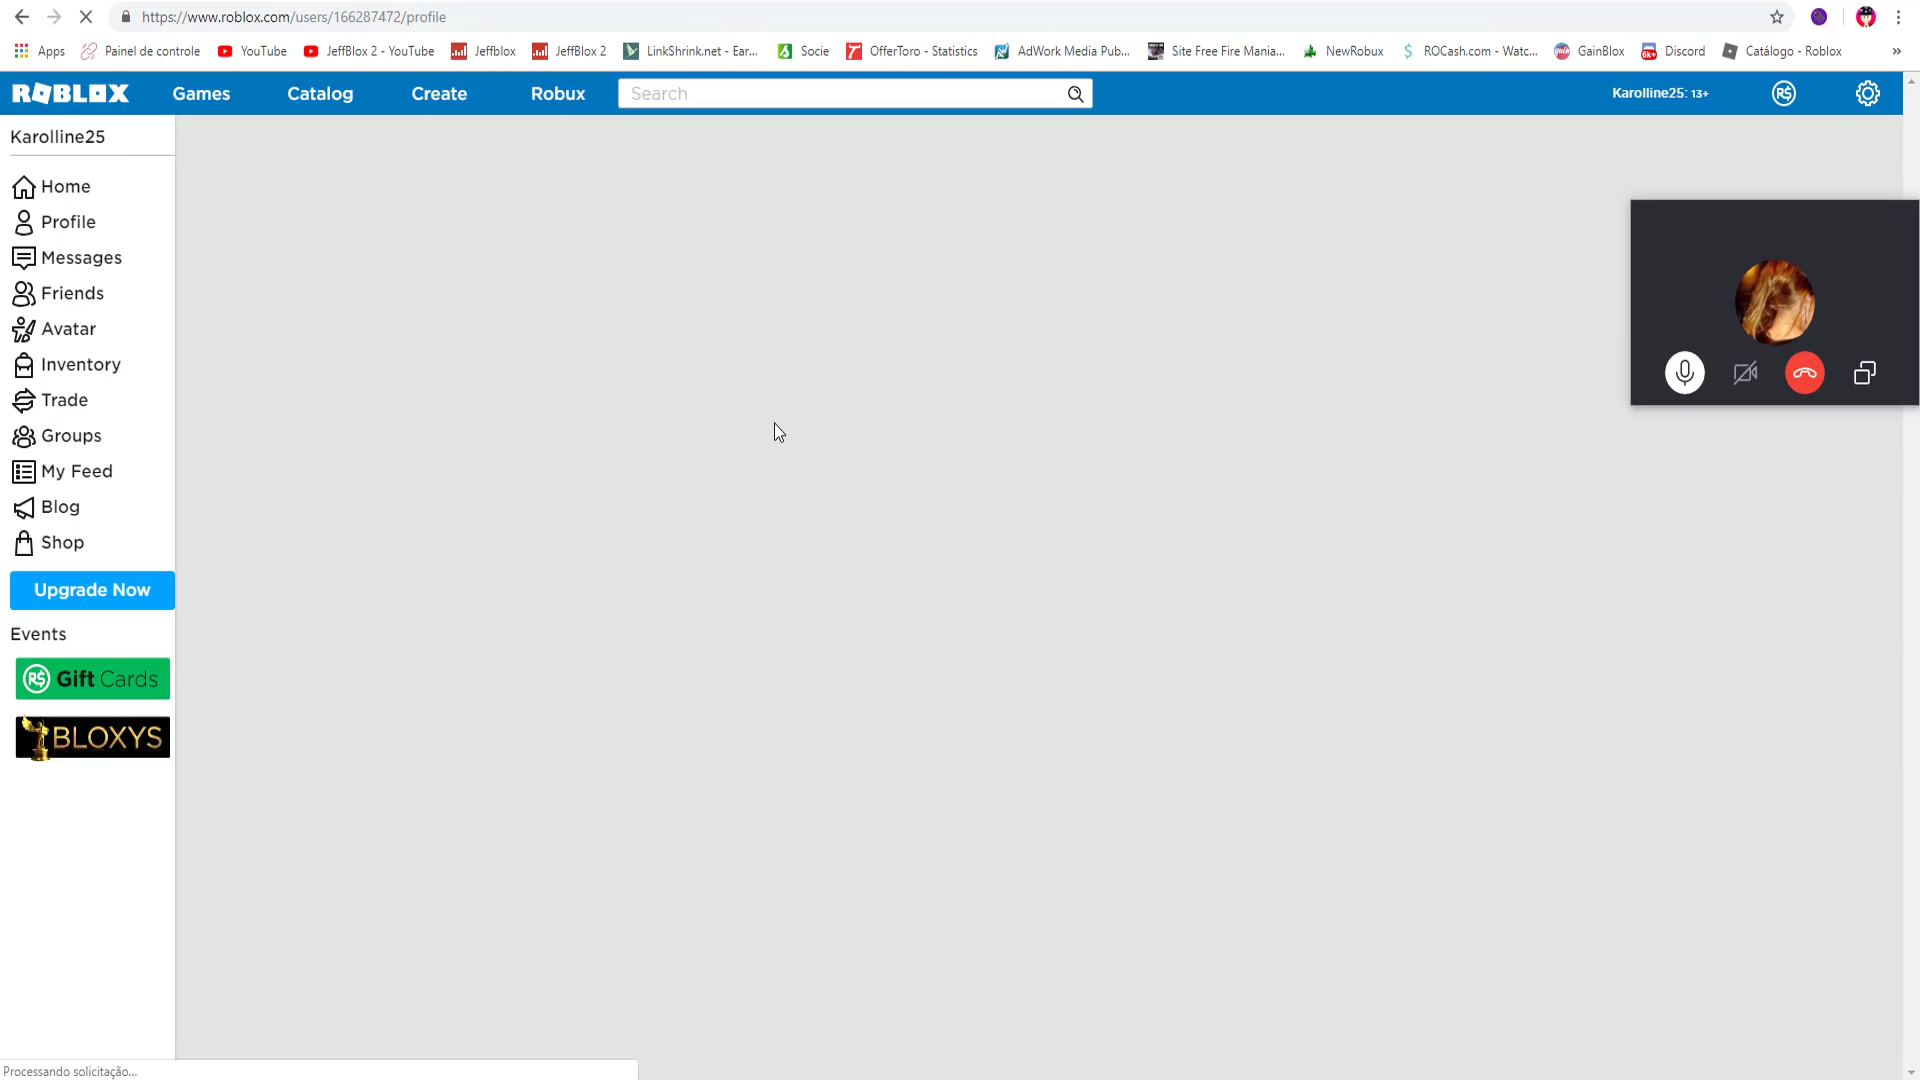 https://www.roblox.com/users/166287472/profile
Apps Painel de controle YouTube JeffBlox 2 - YouTube Jeffblox JeffBlox 2 LinkShrink.net - Ear... Socie OfferToro - Statistics AdWork Media Pub... Site Free Fire Mania... NewRobux ROCash.com - Watc... GainBlox Discord Catálogo - Roblox »
ROBLOX Games Catalog Create Robux Search Karolline25: 13+
Karolline25
Home
Profile
Messages
Friends
Avatar
Inventory
Trade
Groups
My Feed
Blog
Shop
Upgrade Now
Events
R$ Gift Cards
BLOXYS
Processando solicitação...